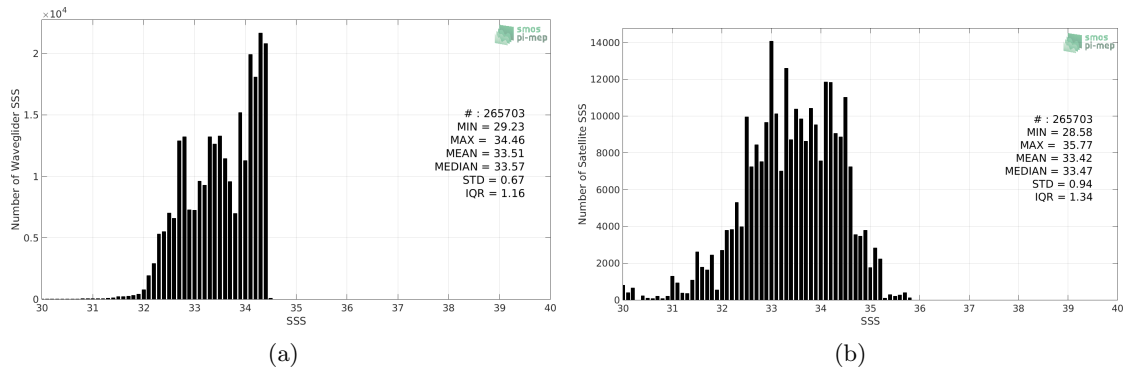 ×10⁴
2
1.5
1
0.5
0
30 31 32 33 34 35 36 37 38 39 40
SSS
Number of Waveglider SSS
smos
pi-mep
# : 265703
MIN = 29.23
MAX = 34.46
MEAN = 33.51
MEDIAN = 33.57
STD = 0.67
IQR = 1.16
(a)
14000
12000
10000
8000
6000
4000
2000
0
30 31 32 33 34 35 36 37 38 39 40
SSS
Number of Satellite SSS
smos
pi-mep
# : 265703
MIN = 28.58
MAX = 35.77
MEAN = 33.42
MEDIAN = 33.47
STD = 0.94
IQR = 1.34
(b)